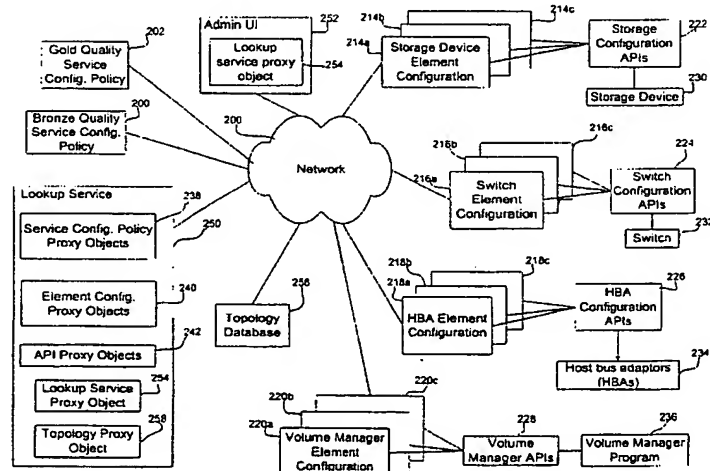 202
Gold Quality
Service
Config. Policy
200
Bronze Quality
Service Config.
Policy
Admin UI
252
Lookup
service proxy
object
254
200
Network
214c
214b
214a
Storage Device
Element
Configuration
Storage
Configuration
APIs
222
230
Storage Device
216c
216b
216a
Switch
Element
Configuration
224
Switch
Configuration
APIs
Switch
232
218c
218b
218a
HBA Element
Configuration
226
HBA
Configuration
APIs
234
Host bus adaptors
(HBAs)
220c
220b
220a
Volume Manager
Element
Configuration
228
Volume
Manager APIs
236
Volume Manager
Program
256
Topology
Database
Lookup Service
238
Service Config. Policy
Proxy Objects
250
Element Config.
Proxy Objects
240
242
API Proxy Objects
254
Lookup Service
Proxy Object
258
Topology Proxy
Object